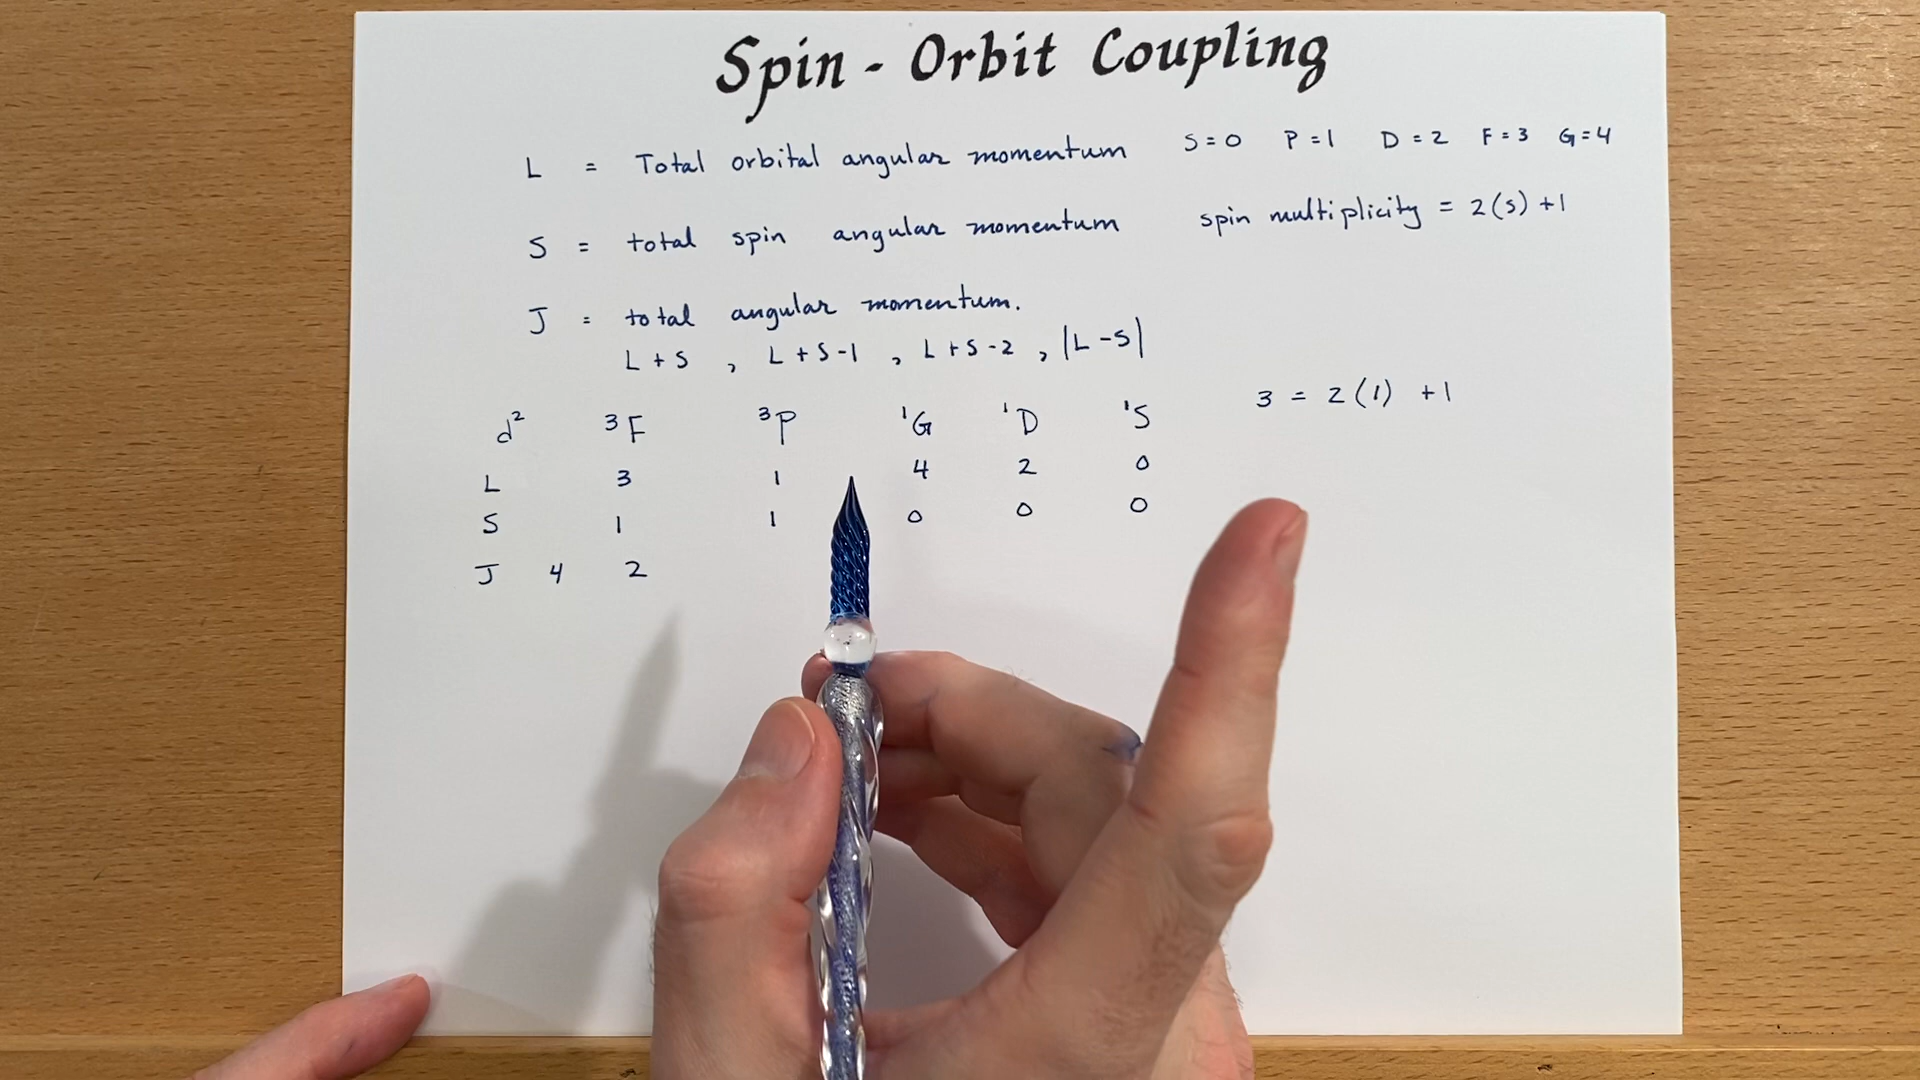 Spin - Orbit Coupling
L = Total orbital angular momentum S=0 P=1 D=2 F=3 G=4
S = total spin angular momentum spin multiplicity = 2(s)+1
J = total angular momentum.
L+S , L+S-1 , L+S-2 , |L-S|
3 = 2(1) +1
d² ³F ³P ¹G ¹D ¹S
L 3 1 4 2 0
S 1 1 0 0 0
J 4 2